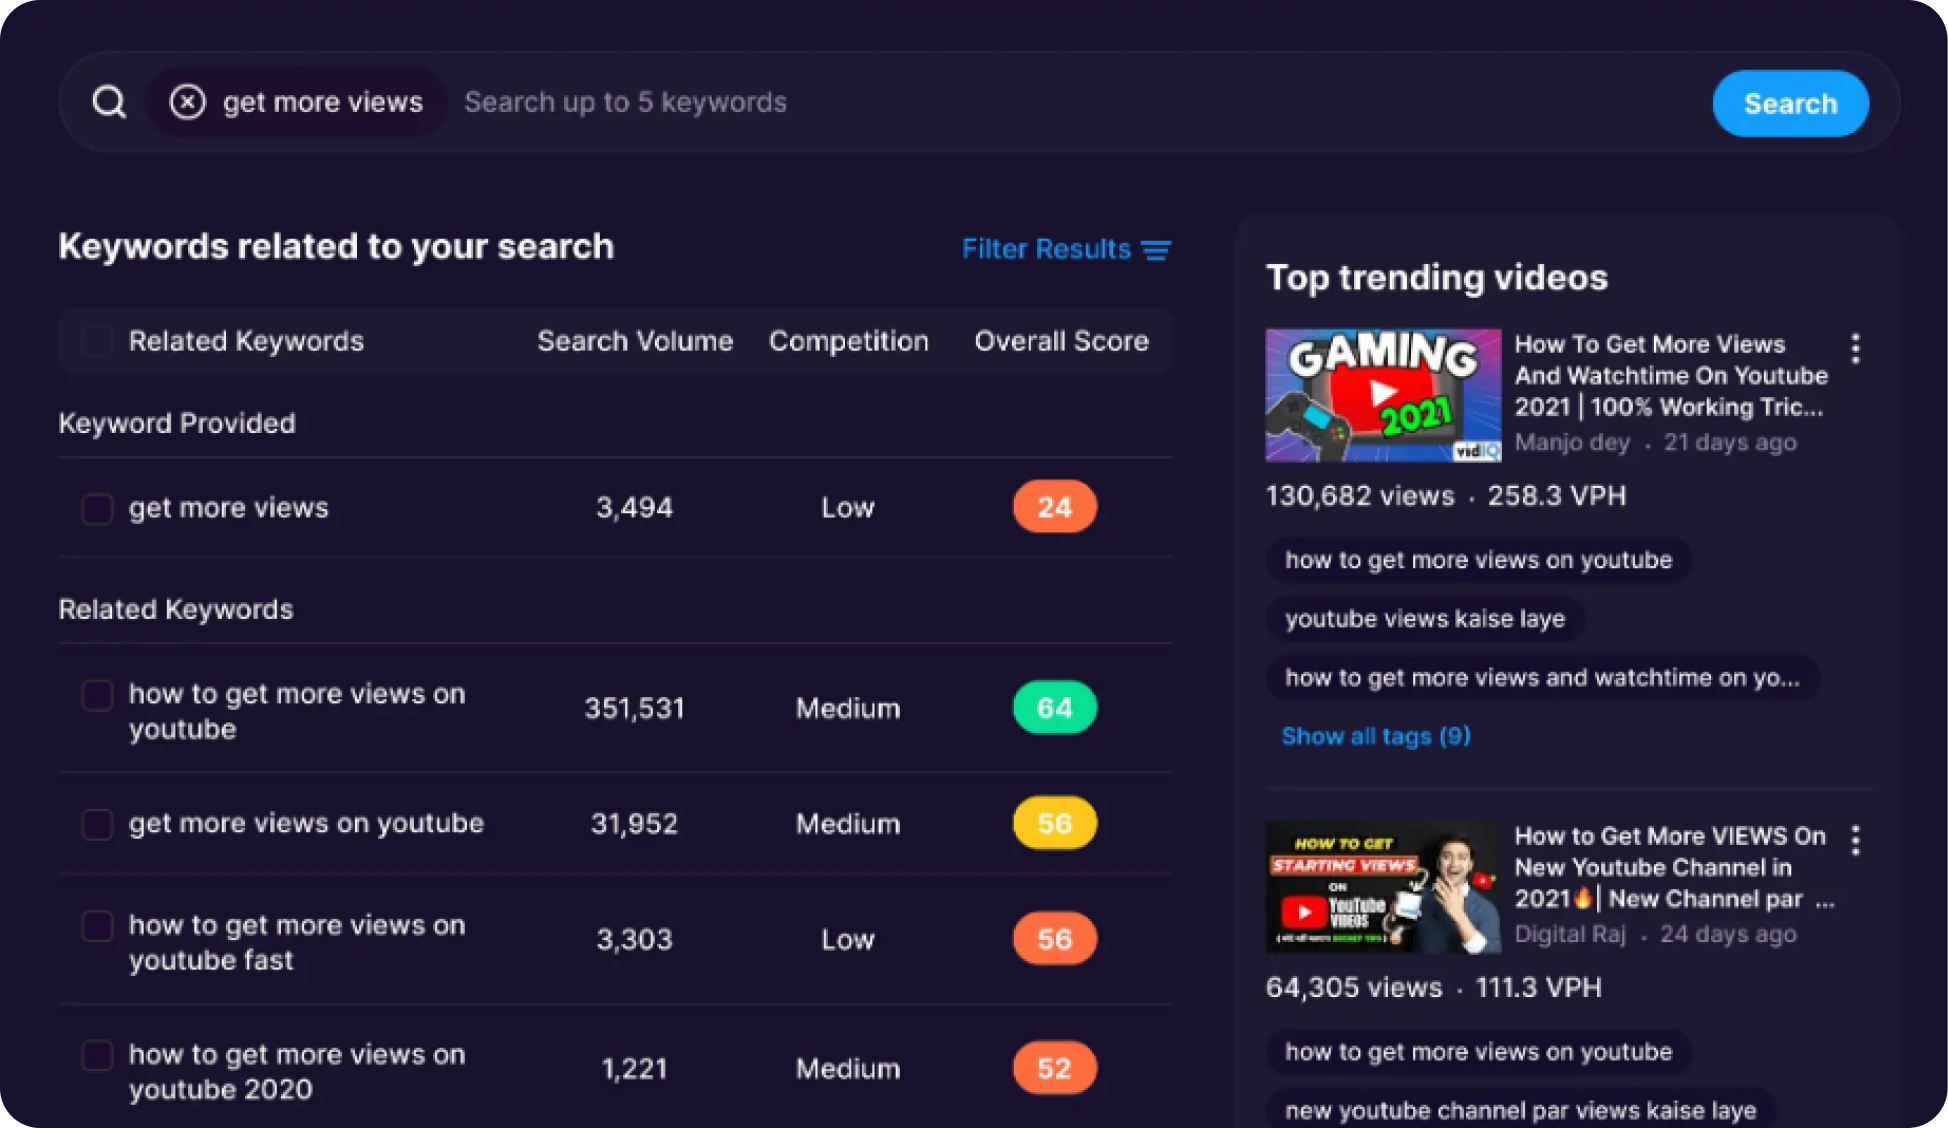 get more views Search up to 5 keywords Search
Keywords related to your search Filter Results
Related Keywords Search Volume Competition Overall Score
Keyword Provided
get more views 3,494 Low 24
Related Keywords
how to get more views on
youtube 351,531 Medium 64
get more views on youtube 31,952 Medium 56
how to get more views on
youtube fast 3,303 Low 56
how to get more views on
youtube 2020 1,221 Medium 52
Top trending videos
GAMING
2021
vidIQ
How To Get More Views
And Watchtime On Youtube
2021 | 100% Working Tric...
Manjo dey · 21 days ago
130,682 views · 258.3 VPH
how to get more views on youtube
youtube views kaise laye
how to get more views and watchtime on yo...
Show all tags (9)
HOW TO GET
STARTING VIEWS
ON
YouTube
VIDEOS
How to Get More VIEWS On
New Youtube Channel in
2021🔥| New Channel par ...
Digital Raj · 24 days ago
64,305 views · 111.3 VPH
how to get more views on youtube
new youtube channel par views kaise laye